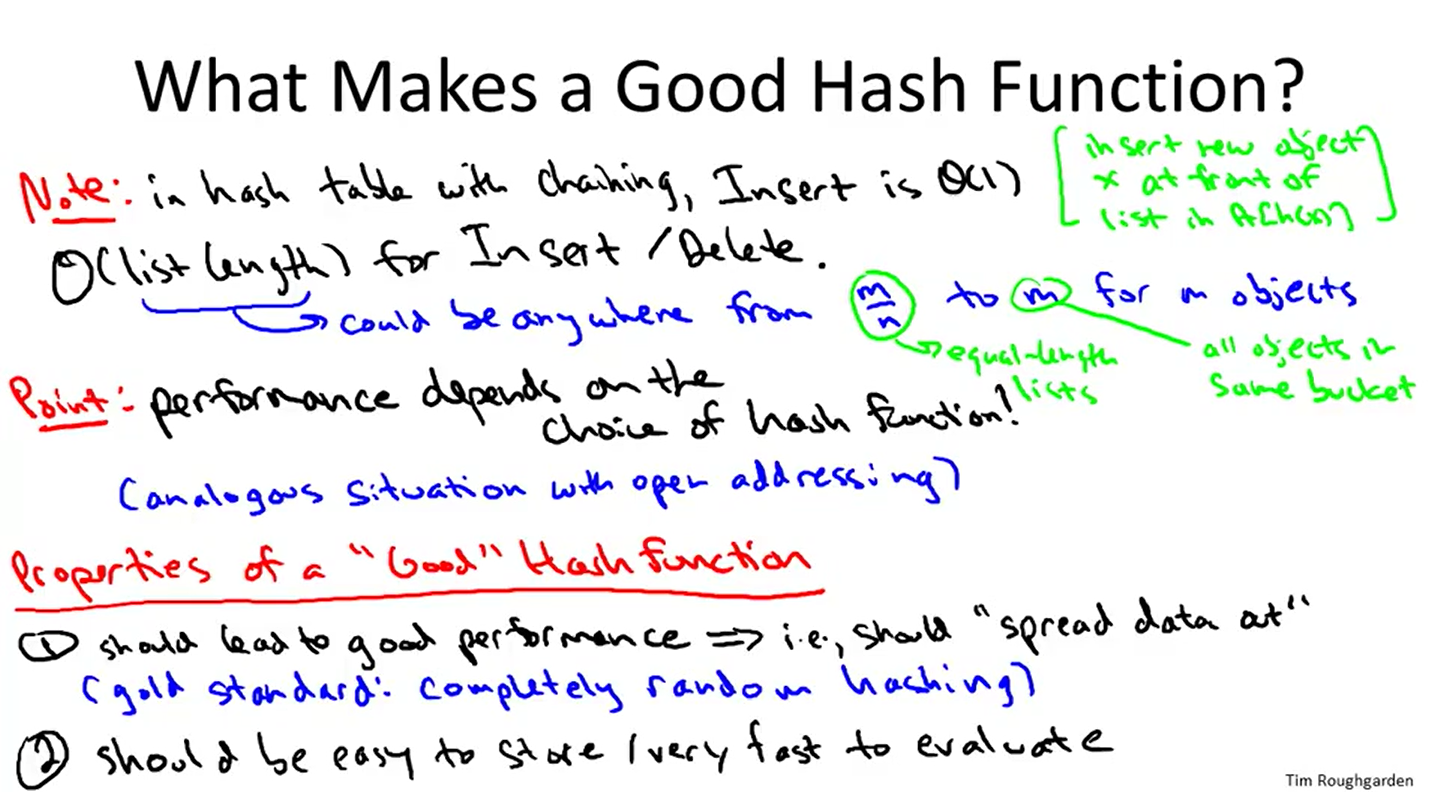 What Makes a Good Hash Function?
Note: in hash table with chaining, Insert is Θ(1)
[insert new object
x at front of
list in A[h(x)]]
Θ(list length) for Insert/Delete.
could be anywhere from m/n to m for m objects
equal-length
lists
all objects in
same bucket
Point: performance depends on the
choice of hash function!
(analogous situation with open addressing)
Properties of a "Good" Hash function
① should lead to good performance => i.e., should "spread data out"
(gold standard: completely random hashing)
② should be easy to store / very fast to evaluate
Tim Roughgarden